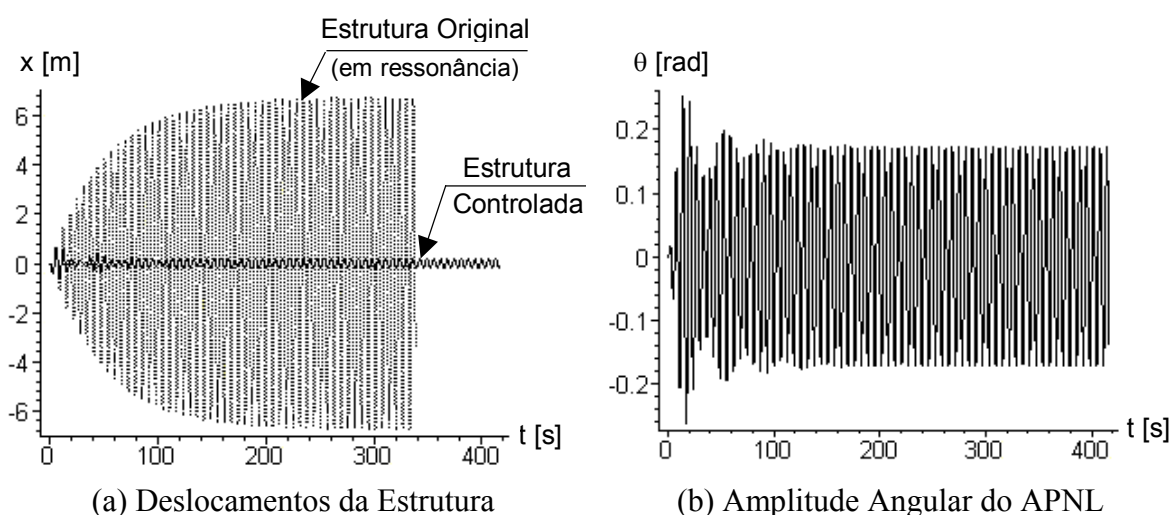 Estrutura Original
(em ressonância)
x [m]
6
4
2
0
-2
-4
-6
0 100 200 300 400
t [s]
Estrutura
Controlada
(a) Deslocamentos da Estrutura
θ [rad]
0.2
0.1
0
-0.1
-0.2
0 100 200 300 400
t [s]
(b) Amplitude Angular do APNL